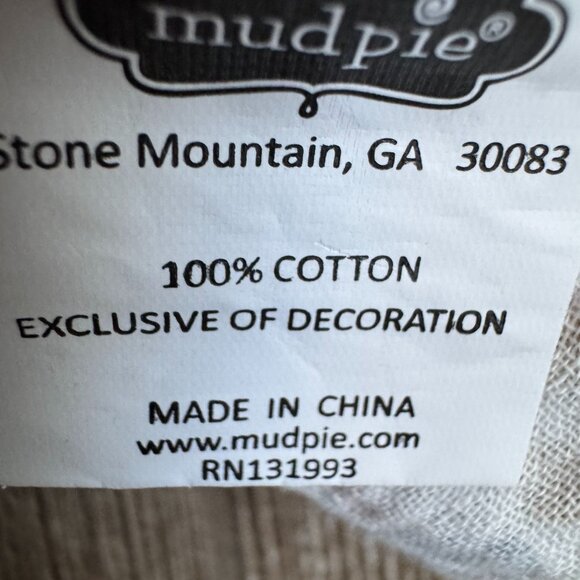 mudpie®
Stone Mountain, GA 30083
100% COTTON
EXCLUSIVE OF DECORATION
MADE IN CHINA
www.mudpie.com
RN131993